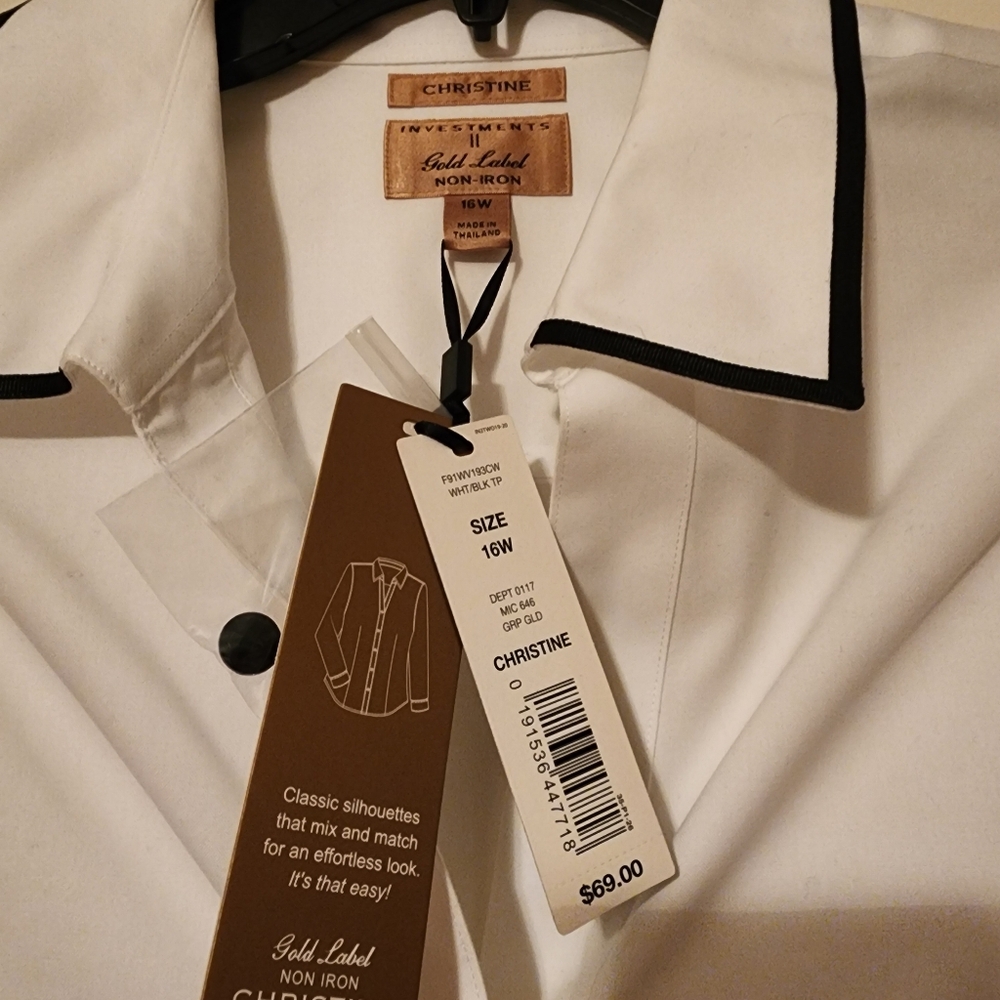 CHRISTINE
INVESTMENTS
II
Gold Label
NON-IRON
16W
MADE IN
THAILAND
F91WV193CW
WHT/BLK TP
SIZE
16W
DEPT 0117
MIC 646
GRP GLD
CHRISTINE
0 191536 447718
$69.00
Classic silhouettes
that mix and match
for an effortless look.
It's that easy!
Gold Label
NON IRON